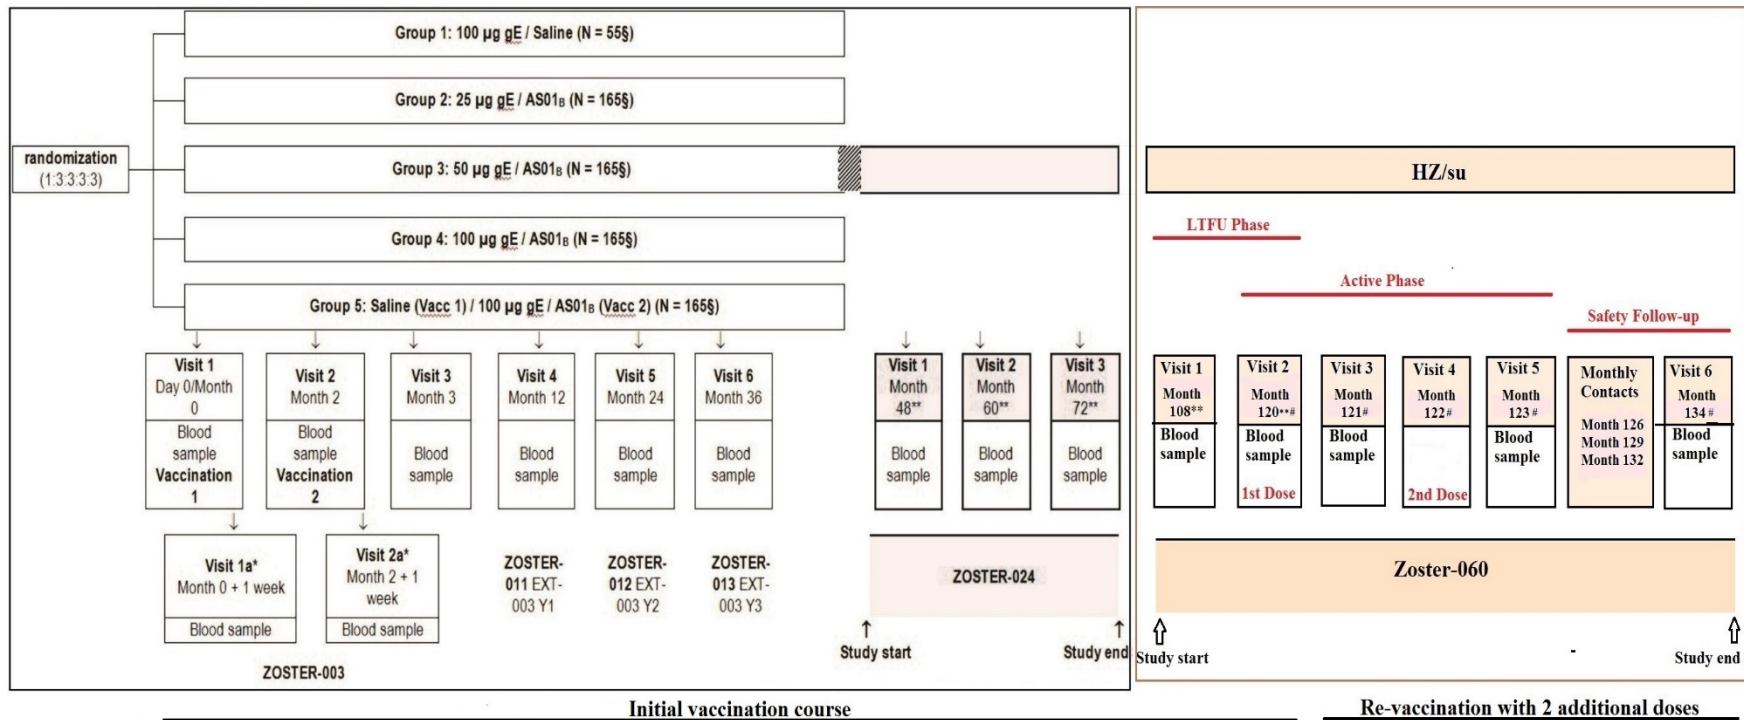 Group 1: 100 µg gE / Saline (N = 55§)
Group 2: 25 µg gE / AS01B (N = 165§)
randomization
(1:3:3:3:3)
Group 3: 50 µg gE / AS01B (N = 165§)
Group 4: 100 µg gE / AS01B (N = 165§)
Group 5: Saline (Vacc 1) / 100 µg gE / AS01B (Vacc 2) (N = 165§)
Visit 1
Day 0/Month
0
Blood
sample
Vaccination
1
Visit 2
Month 2
Blood
sample
Vaccination
2
Visit 3
Month 3
Blood
sample
Visit 4
Month 12
Blood
sample
Visit 5
Month 24
Blood
sample
Visit 6
Month 36
Blood
sample
Visit 1
Month
48**
Blood
sample
Visit 2
Month
60**
Blood
sample
Visit 3
Month
72**
Blood
sample
Visit 1a*
Month 0 + 1 week
Blood sample
Visit 2a*
Month 2 + 1
week
Blood sample
ZOSTER-
011 EXT-
003 Y1
ZOSTER-
012 EXT-
003 Y2
ZOSTER-
013 EXT-
003 Y3
ZOSTER-024
Study start
Study end
ZOSTER-003
HZ/su
LTFU Phase
Active Phase
Safety Follow-up
Visit 1
Month
108**
Blood
sample
Visit 2
Month
120**#
Blood
sample
1st Dose
Visit 3
Month
121#
Blood
sample
Visit 4
Month
122#
2nd Dose
Visit 5
Month
123#
Blood
sample
Monthly
Contacts
Month 126
Month 129
Month 132
Visit 6
Month
134#
Blood
sample
Zoster-060
Study start
-
Study end
Initial vaccination course
Re-vaccination with 2 additional doses